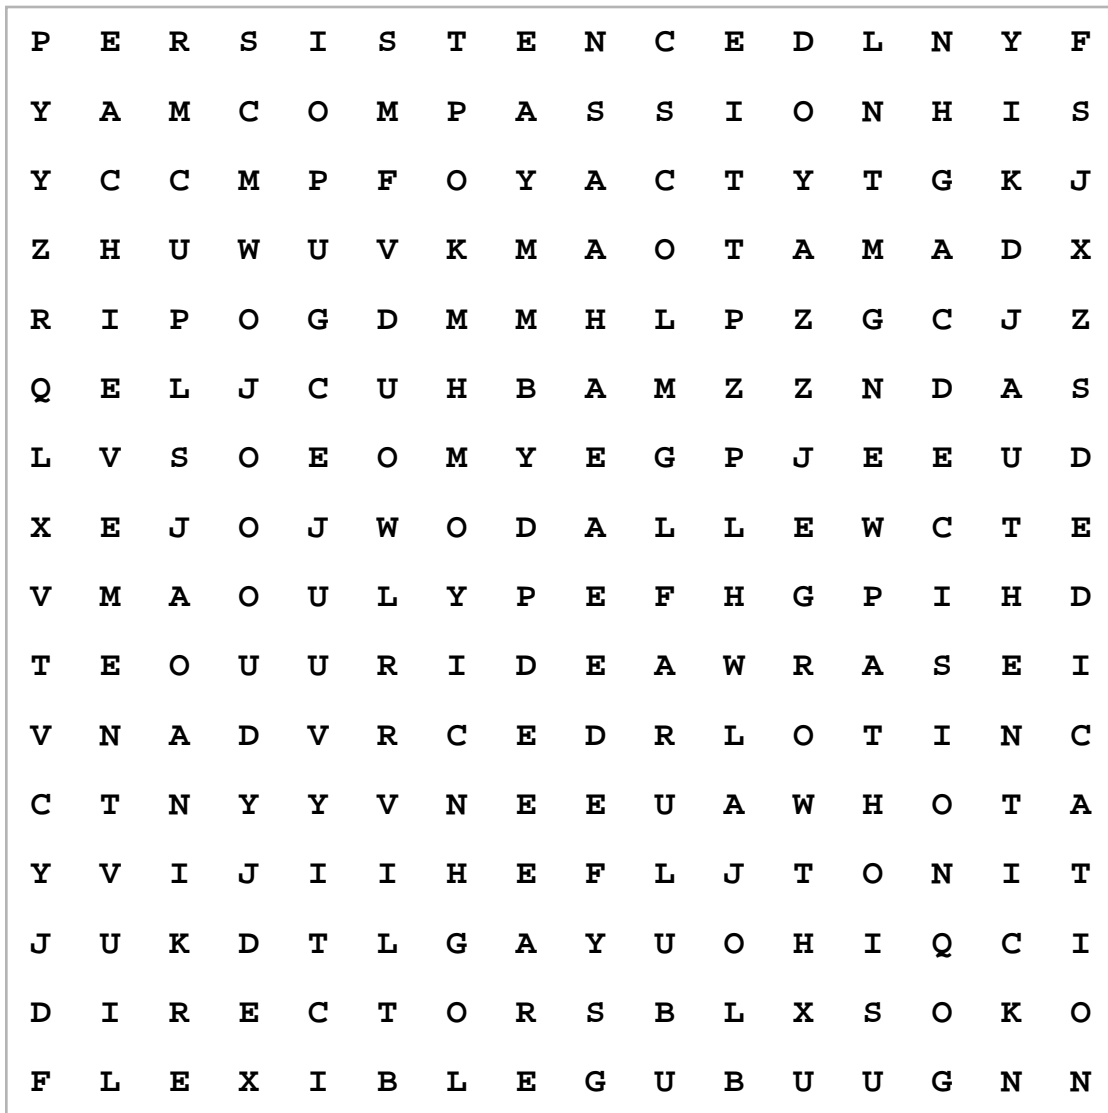 P E R S I S T E N C E D L N Y F
Y A M C O M P A S S I O N H I S
Y C C M P F O Y A C T Y T G K J
Z H U W U V K M A O T A M A D X
R I P O G D M M H L P Z G C J Z
Q E L J C U H B A M Z Z N D A S
L V S O E O M Y E G P J E E U D
X E J O J W O D A L L E W C T E
V M A O U L Y P E F H G P I H D
T E O U U R I D E A W R A S E I
V N A D V R C E D R L O T I N C
C T N Y Y V N E E U A W H O T A
Y V I J I I H E F L J T O N I T
J U K D T L G A Y U O H I Q C I
D I R E C T O R S B L X S O K O
F L E X I B L E G U B U U G N N